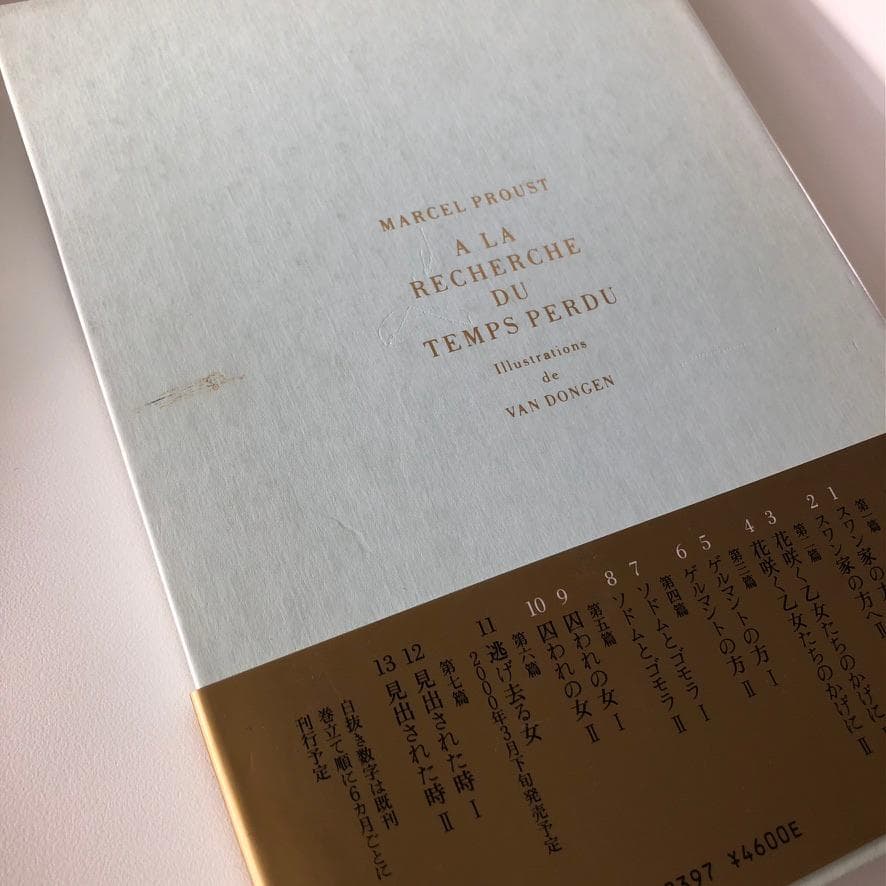 MARCEL PROUST
A LA
RECHERCHE
DU
TEMPS PERDU
Illustrations
de
VAN DONGEN
第一篇
1 スワン家の方へ
2 スワン家の方へ II
第二篇
3 花咲く乙女たちのかげに I
4 花咲く乙女たちのかげに II
第三篇
5 ゲルマントの方 I
6 ゲルマントの方 II
第四篇
7 ソドムとゴモラ I
8 ソドムとゴモラ II
第五篇
9 囚われの女 I
10 囚われの女 II
第六篇
11 逃げ去る女
2000年3月下旬発売予定
第七篇
12 見出された時 I
13 見出された時 II
白抜き数字は既刊
巻立て順に6カ月ごとに
刊行予定
397 ¥4600E